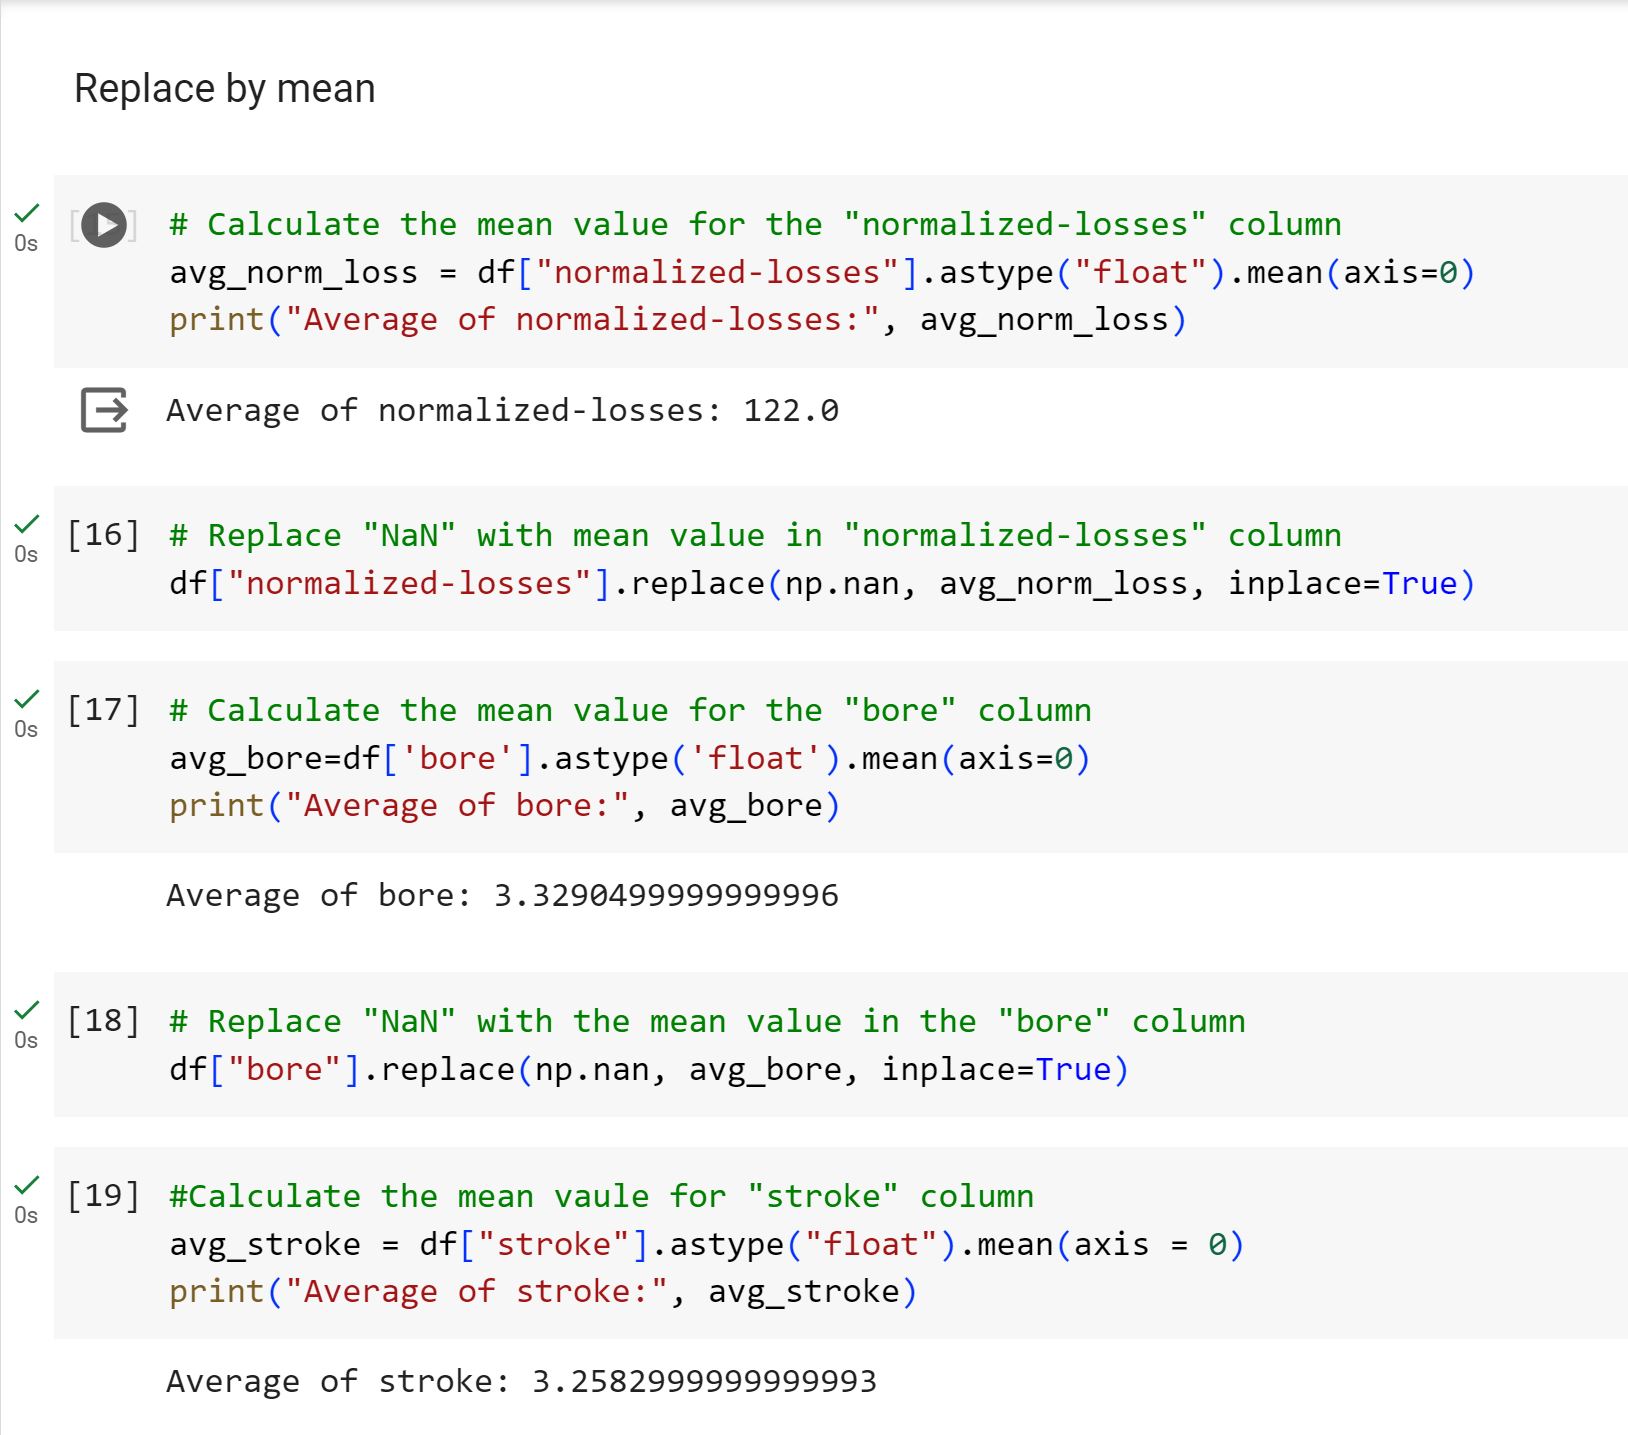 Replace by mean
0s
# Calculate the mean value for the "normalized-losses" column
avg_norm_loss = df["normalized-losses"].astype("float").mean(axis=0)
print("Average of normalized-losses:", avg_norm_loss)
Average of normalized-losses: 122.0
0s
[16] # Replace "NaN" with mean value in "normalized-losses" column
df["normalized-losses"].replace(np.nan, avg_norm_loss, inplace=True)
0s
[17] # Calculate the mean value for the "bore" column
avg_bore=df['bore'].astype('float').mean(axis=0)
print("Average of bore:", avg_bore)
Average of bore: 3.3290499999999996
0s
[18] # Replace "NaN" with the mean value in the "bore" column
df["bore"].replace(np.nan, avg_bore, inplace=True)
0s
[19] #Calculate the mean vaule for "stroke" column
avg_stroke = df["stroke"].astype("float").mean(axis = 0)
print("Average of stroke:", avg_stroke)
Average of stroke: 3.2582999999999993